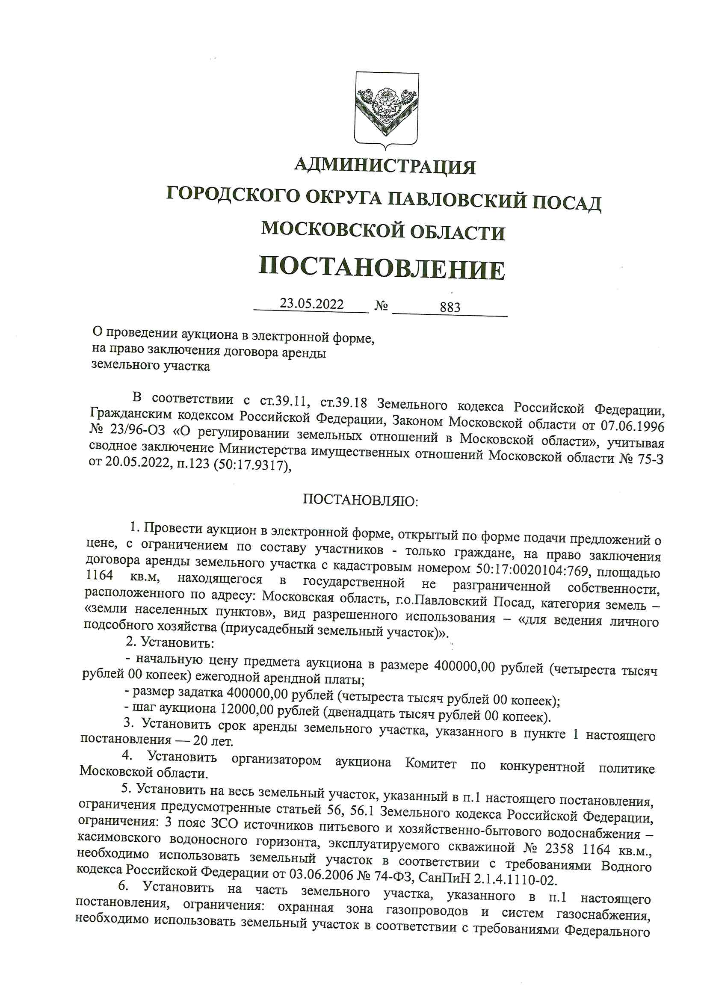 АДМИНИСТРАЦИЯ
ГОРОДСКОГО ОКРУГА ПАВЛОВСКИЙ ПОСАД
МОСКОВСКОЙ ОБЛАСТИ
ПОСТАНОВЛЕНИЕ
23.05.2022 № 883
О проведении аукциона в электронной форме,
на право заключения договора аренды
земельного участка
В соответствии с ст.39.11, ст.39.18 Земельного кодекса Российской Федерации,
Гражданским кодексом Российской Федерации, Законом Московской области от 07.06.1996
№ 23/96-ОЗ «О регулировании земельных отношений в Московской области», учитывая
сводное заключение Министерства имущественных отношений Московской области № 75-З
от 20.05.2022, п.123 (50:17.9317),
ПОСТАНОВЛЯЮ:
1. Провести аукцион в электронной форме, открытый по форме подачи предложений о
цене, с ограничением по составу участников - только граждане, на право заключения
договора аренды земельного участка с кадастровым номером 50:17:0020104:769, площадью
1164 кв.м, находящегося в государственной не разграниченной собственности,
расположенного по адресу: Московская область, г.о.Павловский Посад, категория земель –
«земли населенных пунктов», вид разрешенного использования – «для ведения личного
подсобного хозяйства (приусадебный земельный участок)».
2. Установить:
- начальную цену предмета аукциона в размере 400000,00 рублей (четыреста тысяч
рублей 00 копеек) ежегодной арендной платы;
- размер задатка 400000,00 рублей (четыреста тысяч рублей 00 копеек);
- шаг аукциона 12000,00 рублей (двенадцать тысяч рублей 00 копеек).
3. Установить срок аренды земельного участка, указанного в пункте 1 настоящего
постановления — 20 лет.
4. Установить организатором аукциона Комитет по конкурентной политике
Московской области.
5. Установить на весь земельный участок, указанный в п.1 настоящего постановления,
ограничения предусмотренные статьей 56, 56.1 Земельного кодекса Российской Федерации,
ограничения: 3 пояс ЗСО источников питьевого и хозяйственно-бытового водоснабжения –
касимовского водоносного горизонта, эксплуатируемого скважиной № 2358 1164 кв.м.,
необходимо использовать земельный участок в соответствии с требованиями Водного
кодекса Российской Федерации от 03.06.2006 № 74-ФЗ, СанПиН 2.1.4.1110-02.
6. Установить на часть земельного участка, указанного в п.1 настоящего
постановления, ограничения: охранная зона газопроводов и систем газоснабжения,
необходимо использовать земельный участок в соответствии с требованиями Федерального